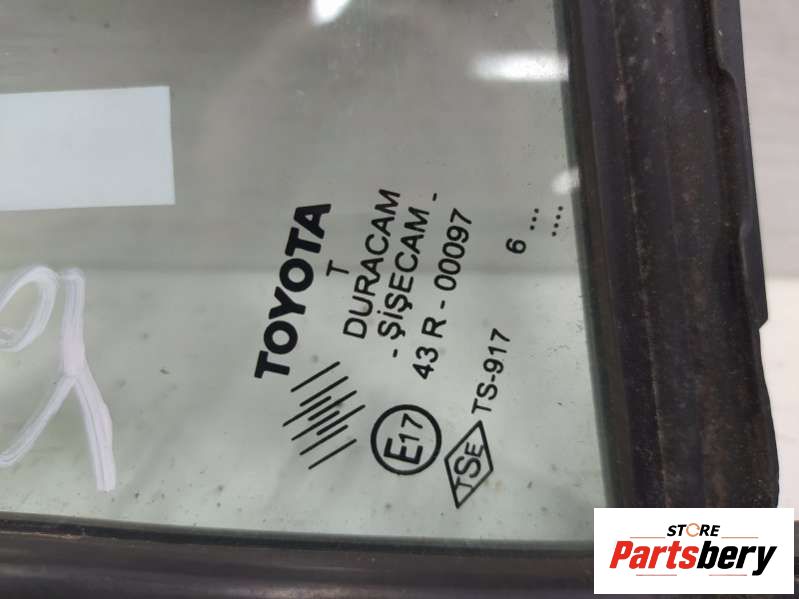 TOYOTA
T
DURACAM
- ŞİŞECAM -
43 R - 00097
E17
TSE
TS-917
6 ...
....
STORE
Partsbery